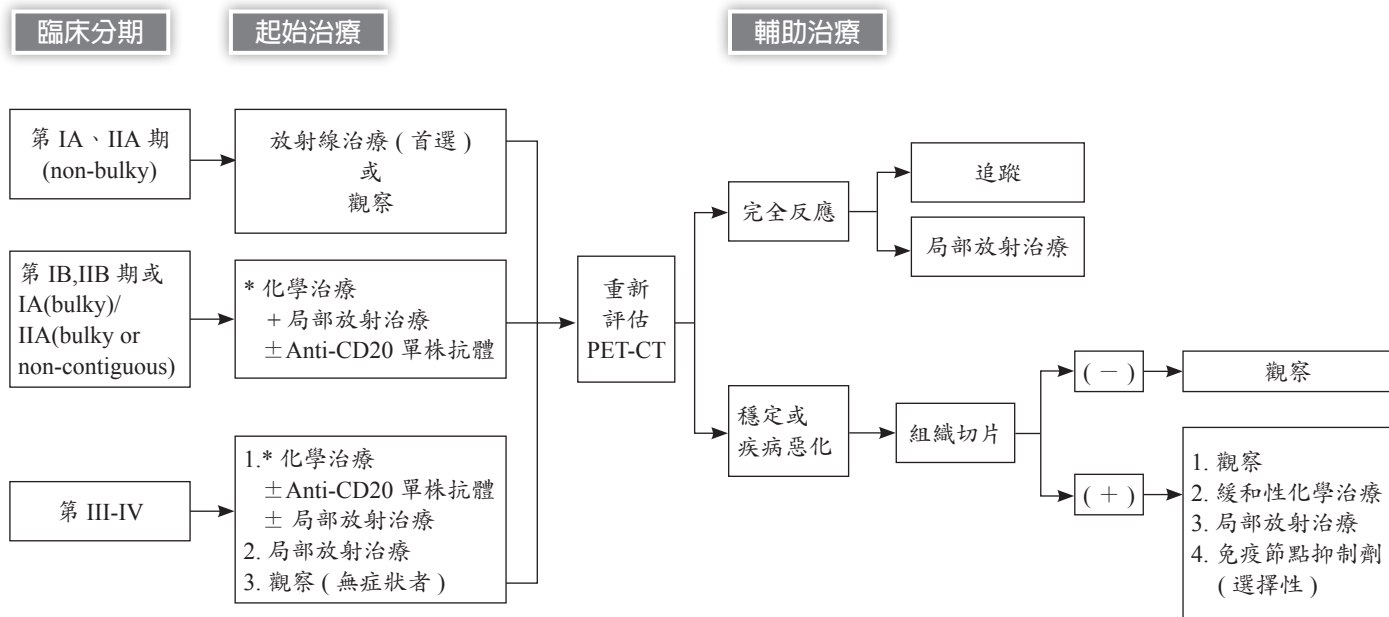 臨床分期
起始治療
輔助治療
第 IA、IIA 期
(non-bulky)
放射線治療 ( 首選 )
或
觀察
第 IB,IIB 期或
IA(bulky)/
IIA(bulky or
non-contiguous)
* 化學治療
+ 局部放射治療
±Anti-CD20 單株抗體
第 III-IV
1.* 化學治療
±Anti-CD20 單株抗體
± 局部放射治療
2. 局部放射治療
3. 觀察 ( 無症狀者 )
重新
評估
PET-CT
完全反應
追蹤
局部放射治療
穩定或
疾病惡化
組織切片
( − )
觀察
( + )
1. 觀察
2. 緩和性化學治療
3. 局部放射治療
4. 免疫節點抑制劑
( 選擇性 )